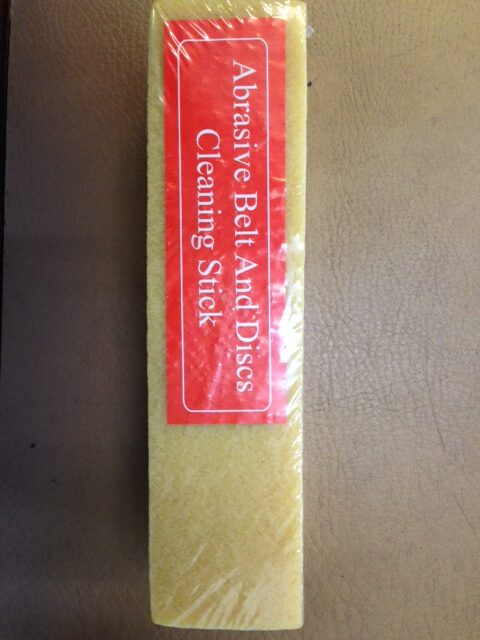 Abrasive Belt And Discs
Cleaning Stick